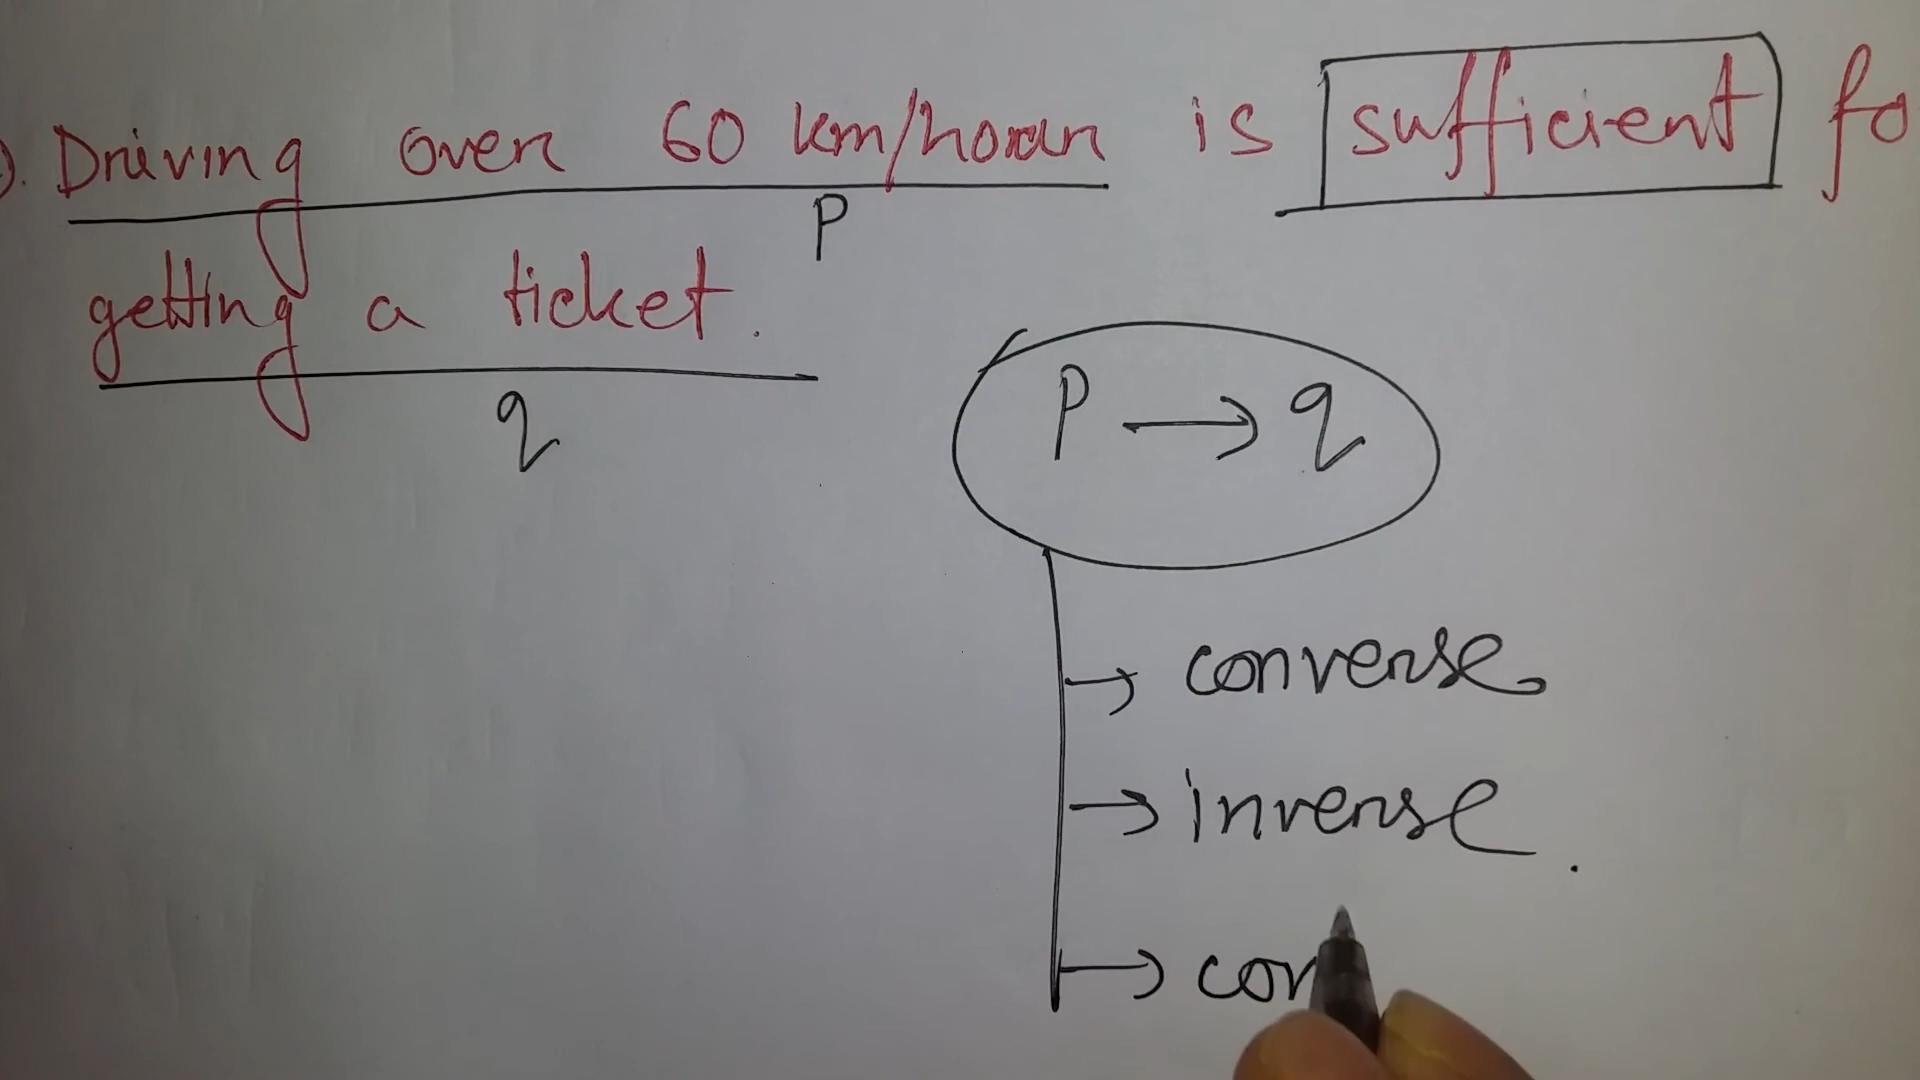 ). Driving over 60 km/hour is sufficient fo
P
getting a ticket.
q
P → q
→ converse
→ inverse.
→ con